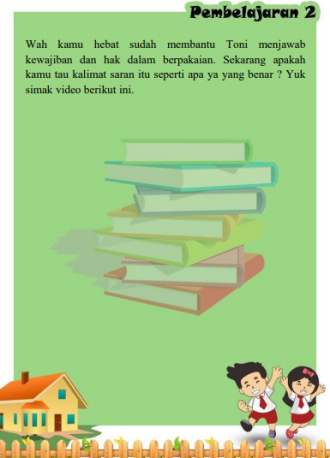 Pembelajaran 2
Wah kamu hebat sudah membantu Toni menjawab
kewajiban dan hak dalam berpakaian. Sekarang apakah
kamu tau kalimat saran itu seperti apa ya yang benar ? Yuk
simak video berikut ini.